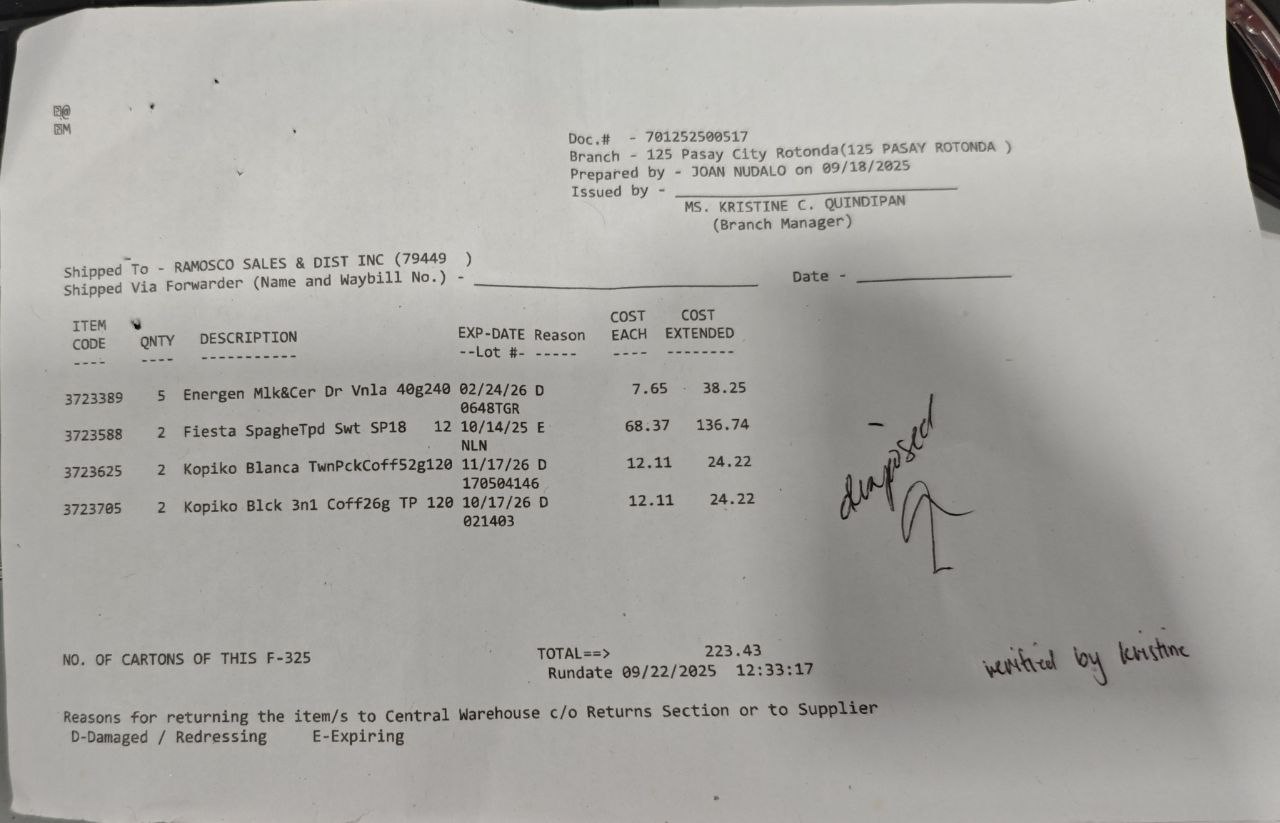 @
M
Doc.# - 701252500517
Branch - 125 Pasay City Rotonda(125 PASAY ROTONDA )
Prepared by - JOAN NUDALO on 09/18/2025
Issued by -
MS. KRISTINE C. QUINDIPAN
(Branch Manager)
Shipped To - RAMOSCO SALES & DIST INC (79449 )
Shipped Via Forwarder (Name and Waybill No.) - Date -
ITEM COST COST
CODE QNTY DESCRIPTION EXP-DATE Reason EACH EXTENDED
---- ---- ----------- --Lot #- ----- ---- --------
3723389 5 Energen Mlk&Cer Dr Vnla 40g240 02/24/26 D 7.65 38.25
0648TGR
3723588 2 Fiesta SpagheTpd Swt SP18 12 10/14/25 E 68.37 136.74
NLN
3723625 2 Kopiko Blanca TwnPckCoff52g120 11/17/26 D 12.11 24.22
170504146
3723705 2 Kopiko Blck 3n1 Coff26g TP 120 10/17/26 D 12.11 24.22
021403
disposed
NO. OF CARTONS OF THIS F-325 TOTAL==> 223.43
Rundate 09/22/2025 12:33:17
verified by kristine
Reasons for returning the item/s to Central Warehouse c/o Returns Section or to Supplier
D-Damaged / Redressing E-Expiring